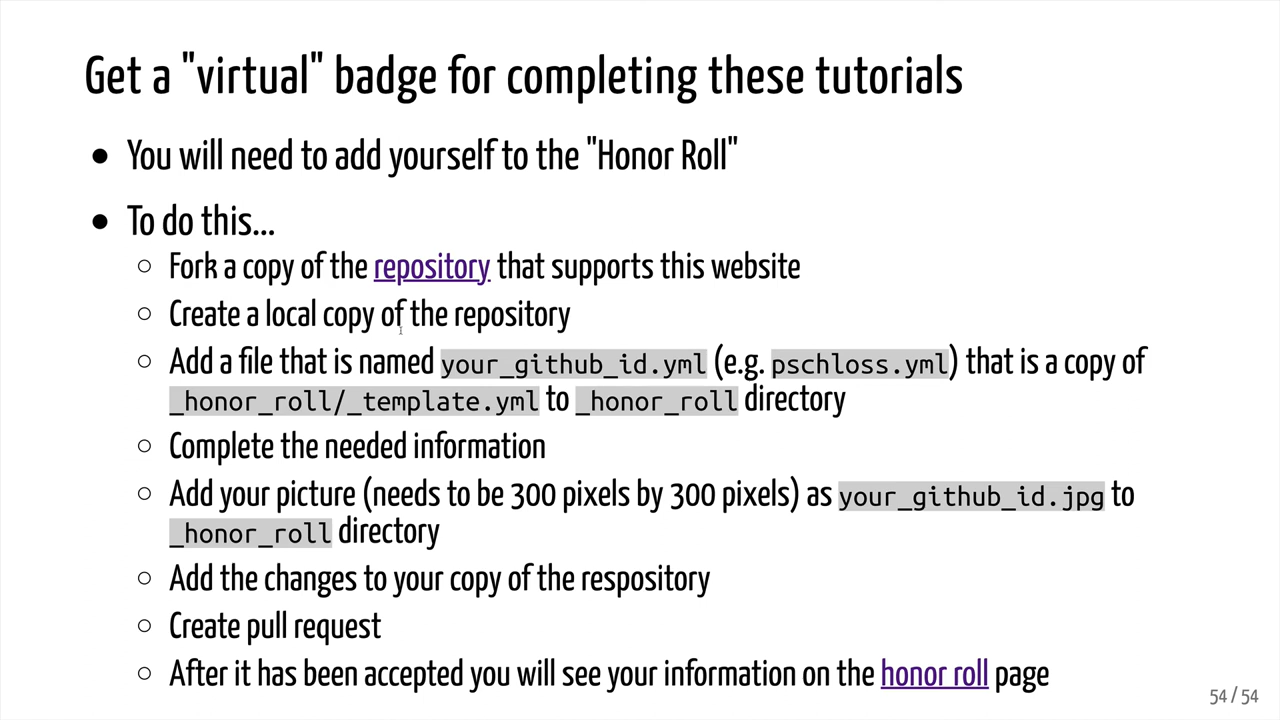 Get a "virtual" badge for completing these tutorials
You will need to add yourself to the "Honor Roll"
To do this...
Fork a copy of the repository that supports this website
Create a local copy of the repository
Add a file that is named your_github_id.yml (e.g. pschloss.yml) that is a copy of
_honor_roll/_template.yml to _honor_roll directory
Complete the needed information
Add your picture (needs to be 300 pixels by 300 pixels) as your_github_id.jpg to
_honor_roll directory
Add the changes to your copy of the respository
Create pull request
After it has been accepted you will see your information on the honor roll page
54 / 54